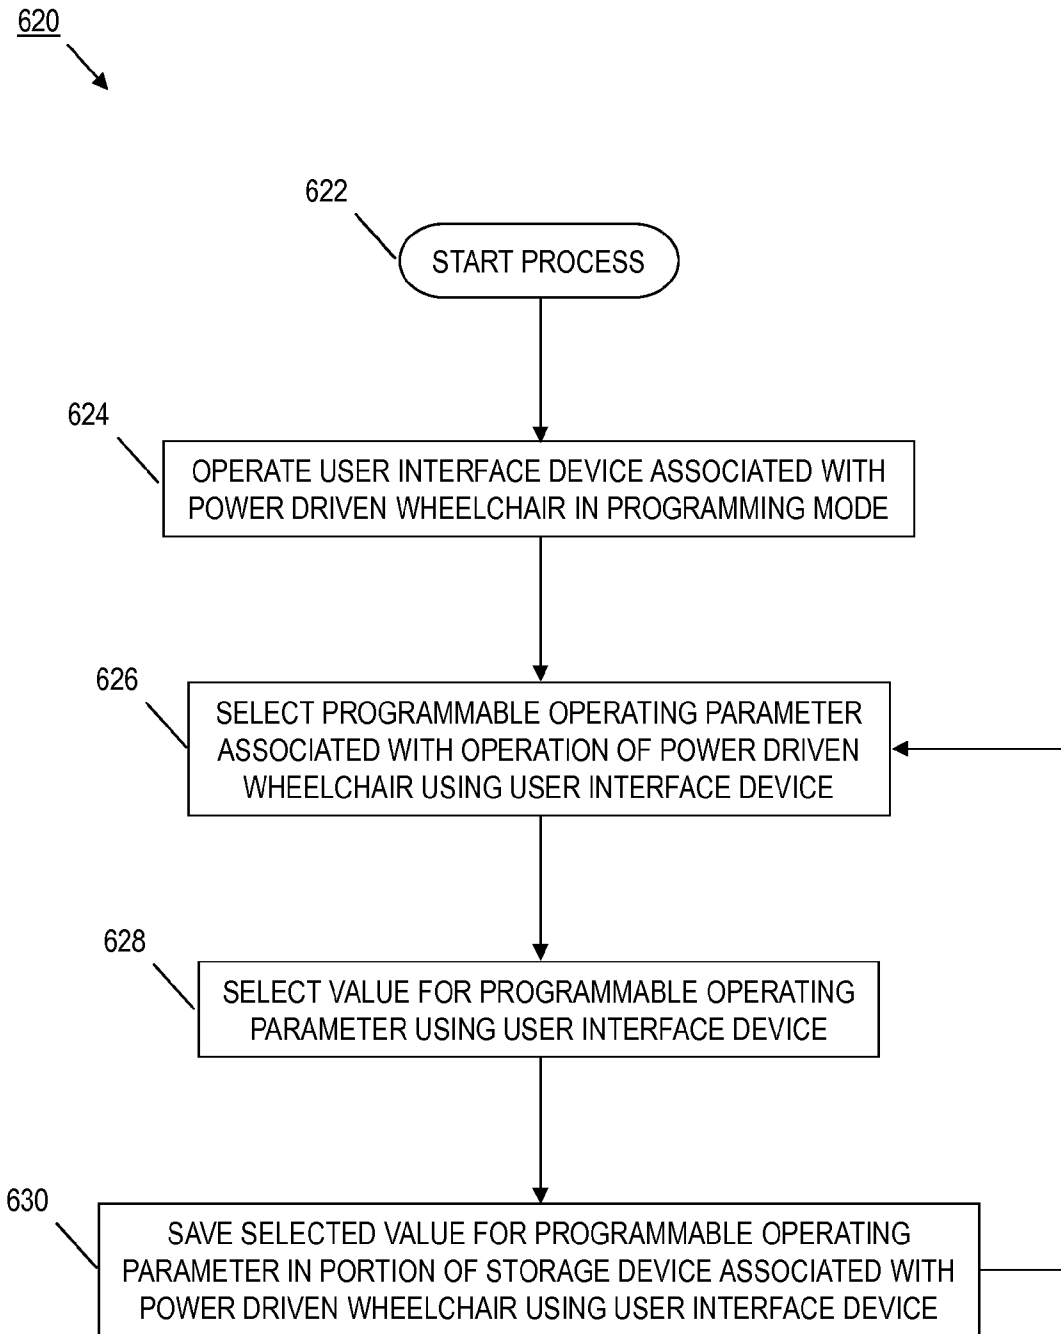 620
622
START PROCESS
624
OPERATE USER INTERFACE DEVICE ASSOCIATED WITH
POWER DRIVEN WHEELCHAIR IN PROGRAMMING MODE
626
SELECT PROGRAMMABLE OPERATING PARAMETER
ASSOCIATED WITH OPERATION OF POWER DRIVEN
WHEELCHAIR USING USER INTERFACE DEVICE
628
SELECT VALUE FOR PROGRAMMABLE OPERATING
PARAMETER USING USER INTERFACE DEVICE
630
SAVE SELECTED VALUE FOR PROGRAMMABLE OPERATING
PARAMETER IN PORTION OF STORAGE DEVICE ASSOCIATED WITH
POWER DRIVEN WHEELCHAIR USING USER INTERFACE DEVICE